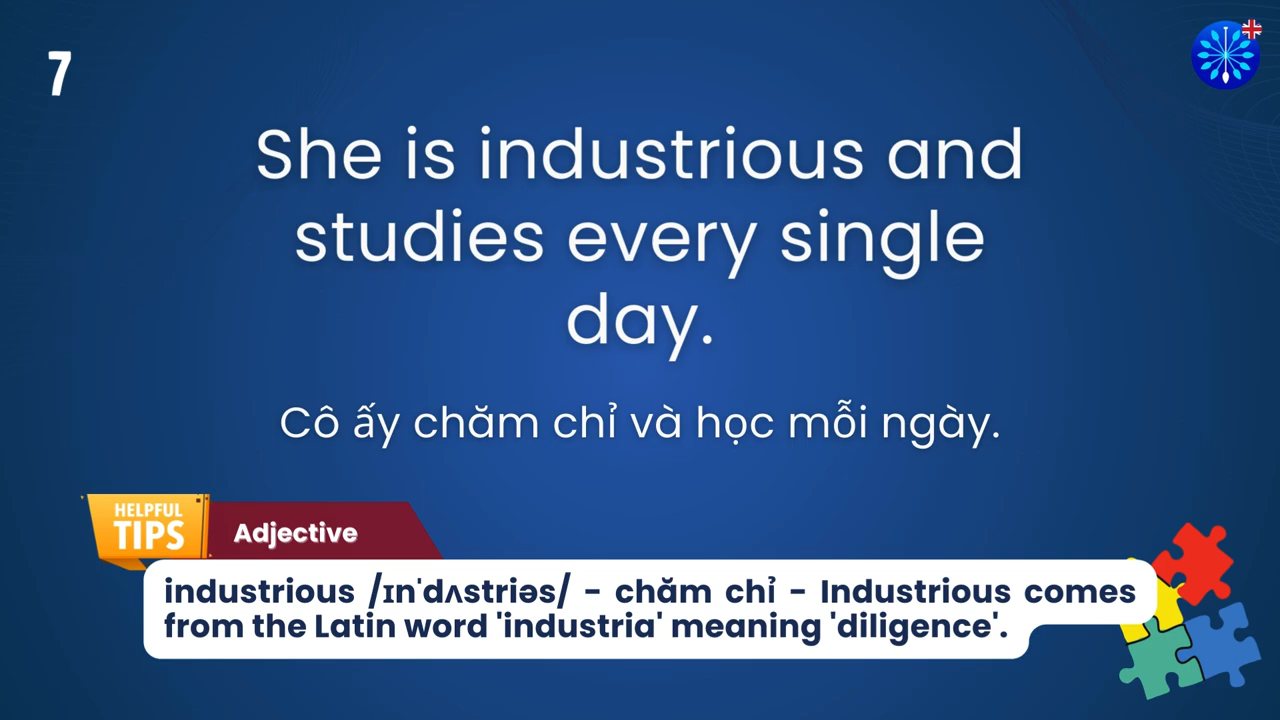 7
She is industrious and
studies every single
day.
Cô ấy chăm chỉ và học mỗi ngày.
HELPFUL
TIPS
Adjective
industrious /ɪnˈdʌstriəs/ - chăm chỉ - Industrious comes
from the Latin word 'industria' meaning 'diligence'.